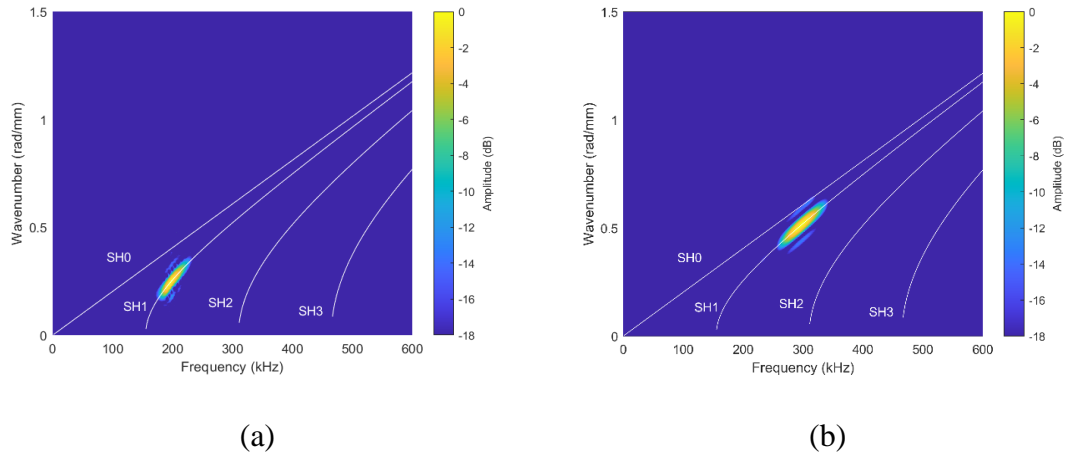 1.5
1
0.5
0
Wavenumber (rad/mm)
SH0
SH1
SH2
SH3
0 100 200 300 400 500 600
Frequency (kHz)
0
-2
-4
-6
-8
-10
-12
-14
-16
-18
Amplitude (dB)
(a)
1.5
1
0.5
0
Wavenumber (rad/mm)
SH0
SH1
SH2
SH3
0 100 200 300 400 500 600
Frequency (kHz)
0
-2
-4
-6
-8
-10
-12
-14
-16
-18
Amplitude (dB)
(b)